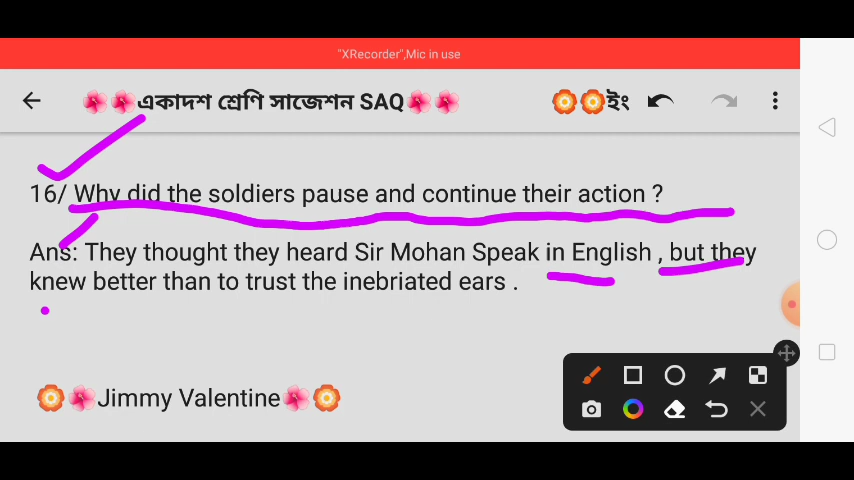 "XRecorder",Mic in use
একাদশ শ্রেণি সাজেশন SAQ ইং
16/ Why did the soldiers pause and continue their action ?
Ans: They thought they heard Sir Mohan Speak in English , but they
knew better than to trust the inebriated ears .
Jimmy Valentine